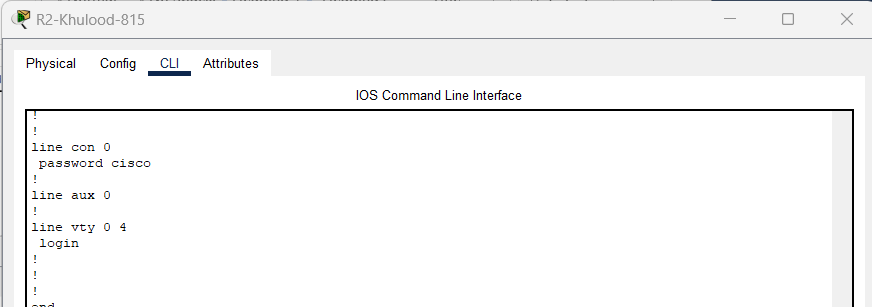 R2-Khulood-815
Physical Config CLI Attributes
IOS Command Line Interface
!
!
line con 0
password cisco
!
line aux 0
!
line vty 0 4
login
!
!
!
end